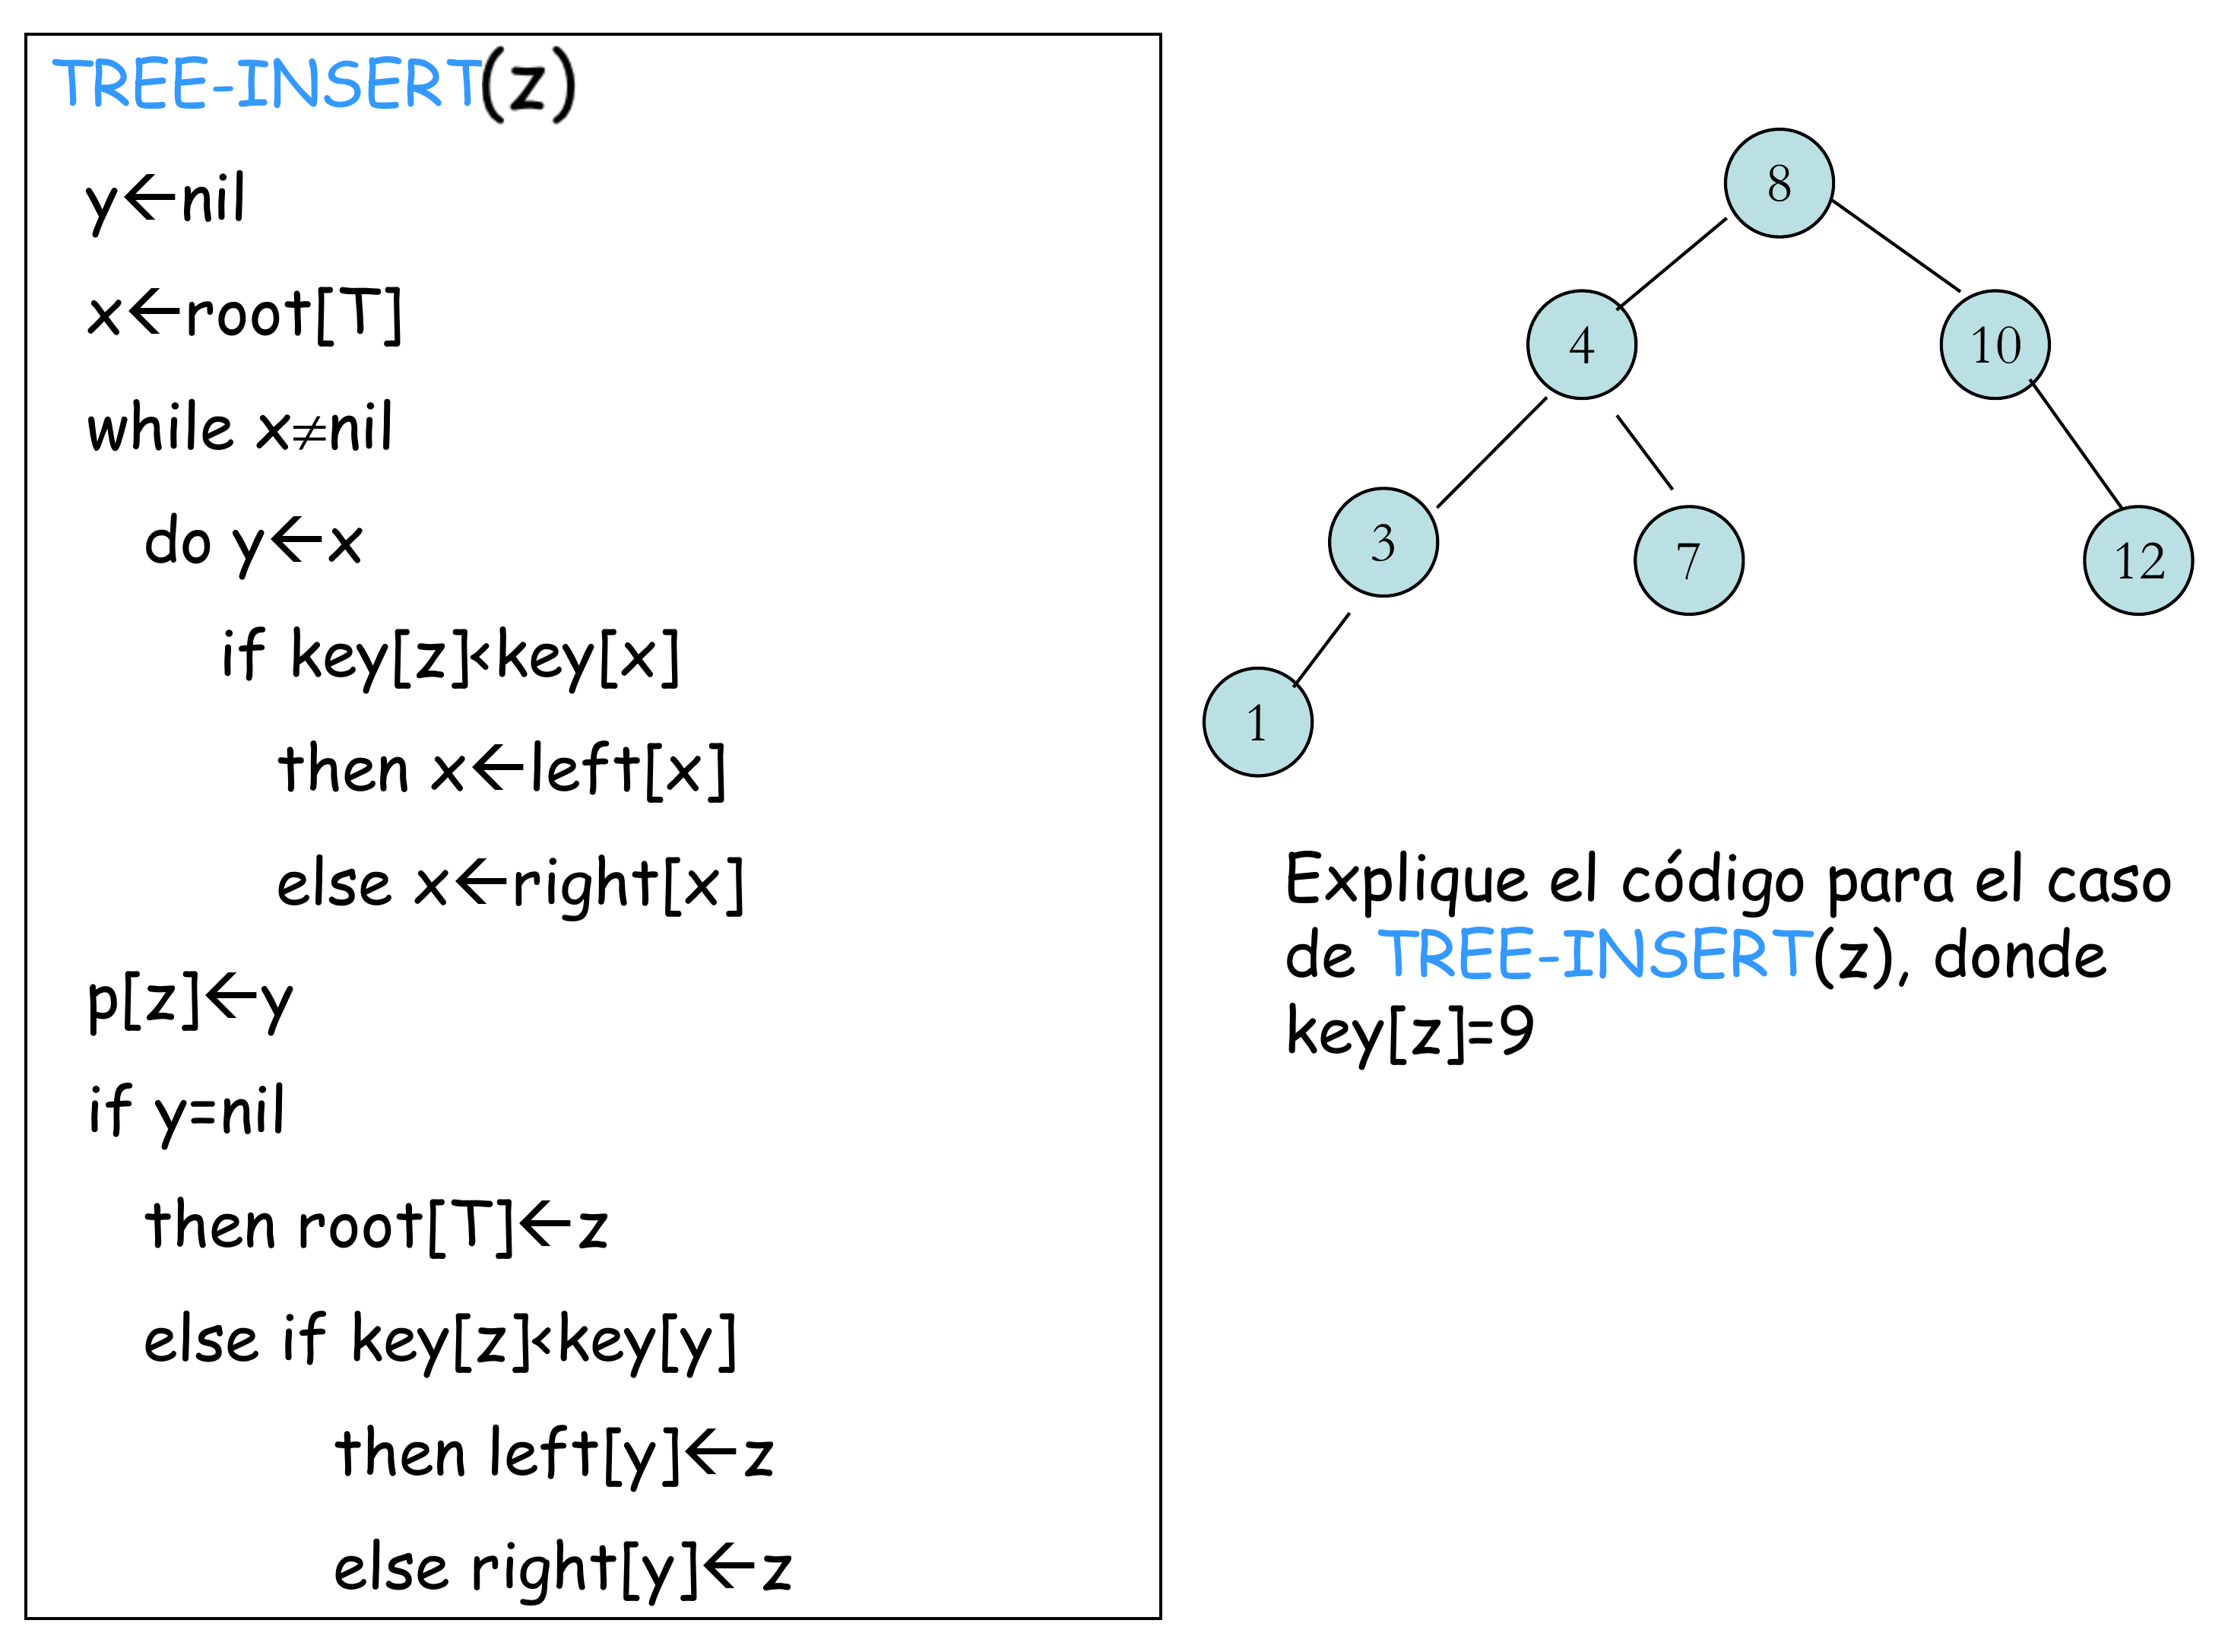 TREE-INSERT(z)
y←nil
x←root[T]
while x≠nil
do y←x
if key[z]<key[x]
then x←left[x]
else x←right[x]
p[z]←y
if y=nil
then root[T]←z
else if key[z]<key[y]
then left[y]←z
else right[y]←z
8
4
10
3
7
12
1
Explique el código para el caso
de TREE-INSERT(z), donde
key[z]=9